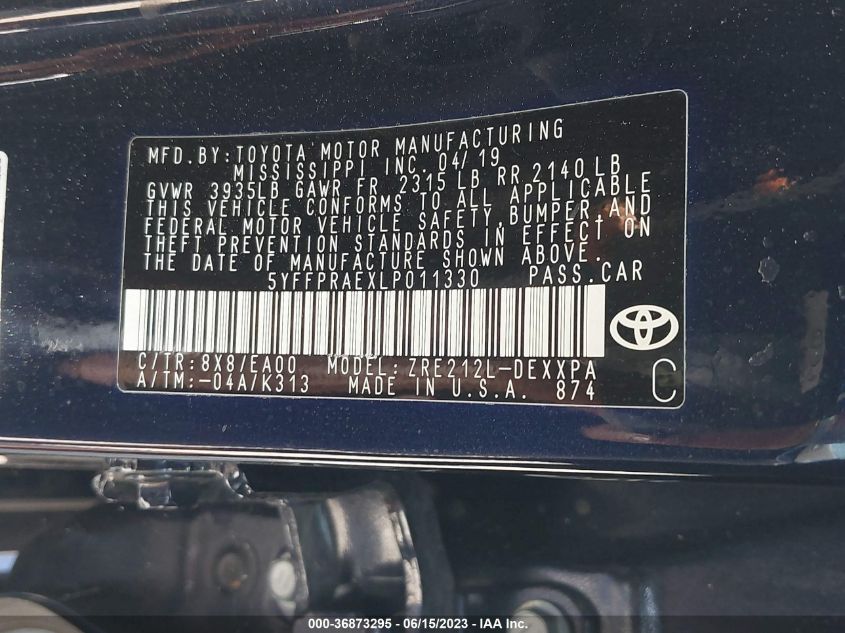 MFD. BY: TOYOTA MOTOR MANUFACTURING
MISSISSIPPI INC. 04/19
GVWR 3935LB GAWR FR 2315 LB RR 2140 LB
THIS VEHICLE CONFORMS TO ALL APPLICABLE
FEDERAL MOTOR VEHICLE SAFETY, BUMPER, AND
THEFT PREVENTION STANDARDS IN EFFECT ON
THE DATE OF MANUFACTURE SHOWN ABOVE.
5YFFPRAEXLP011330 PASS. CAR
C/TR: 8X8/EA00 MODEL: ZRE212L-DEXXPA
A/TM: -04A/K313 MADE IN U.S.A. 874
C
000-36873295 - 06/15/2023 - IAAI Inc.